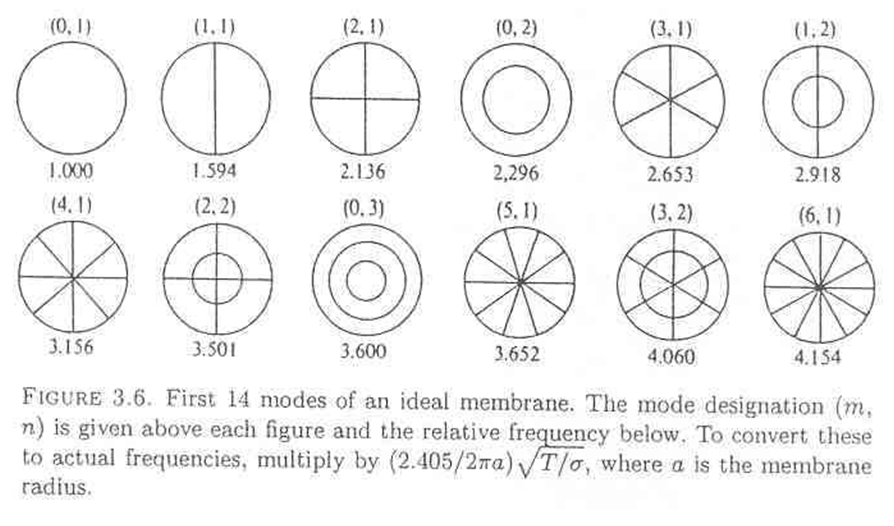 (0, 1) (1, 1) (2, 1) (0, 2) (3, 1) (1, 2)
1.000 1.594 2.136 2,296 2.653 2.918
(4, 1) (2, 2) (0, 3) (5, 1) (3, 2) (6, 1)
3.156 3.501 3.600 3.652 4.060 4.154
FIGURE 3.6. First 14 modes of an ideal membrane. The mode designation (m,
n) is given above each figure and the relative frequency below. To convert these
to actual frequencies, multiply by (2.405/2πa)√T/σ, where a is the membrane
radius.